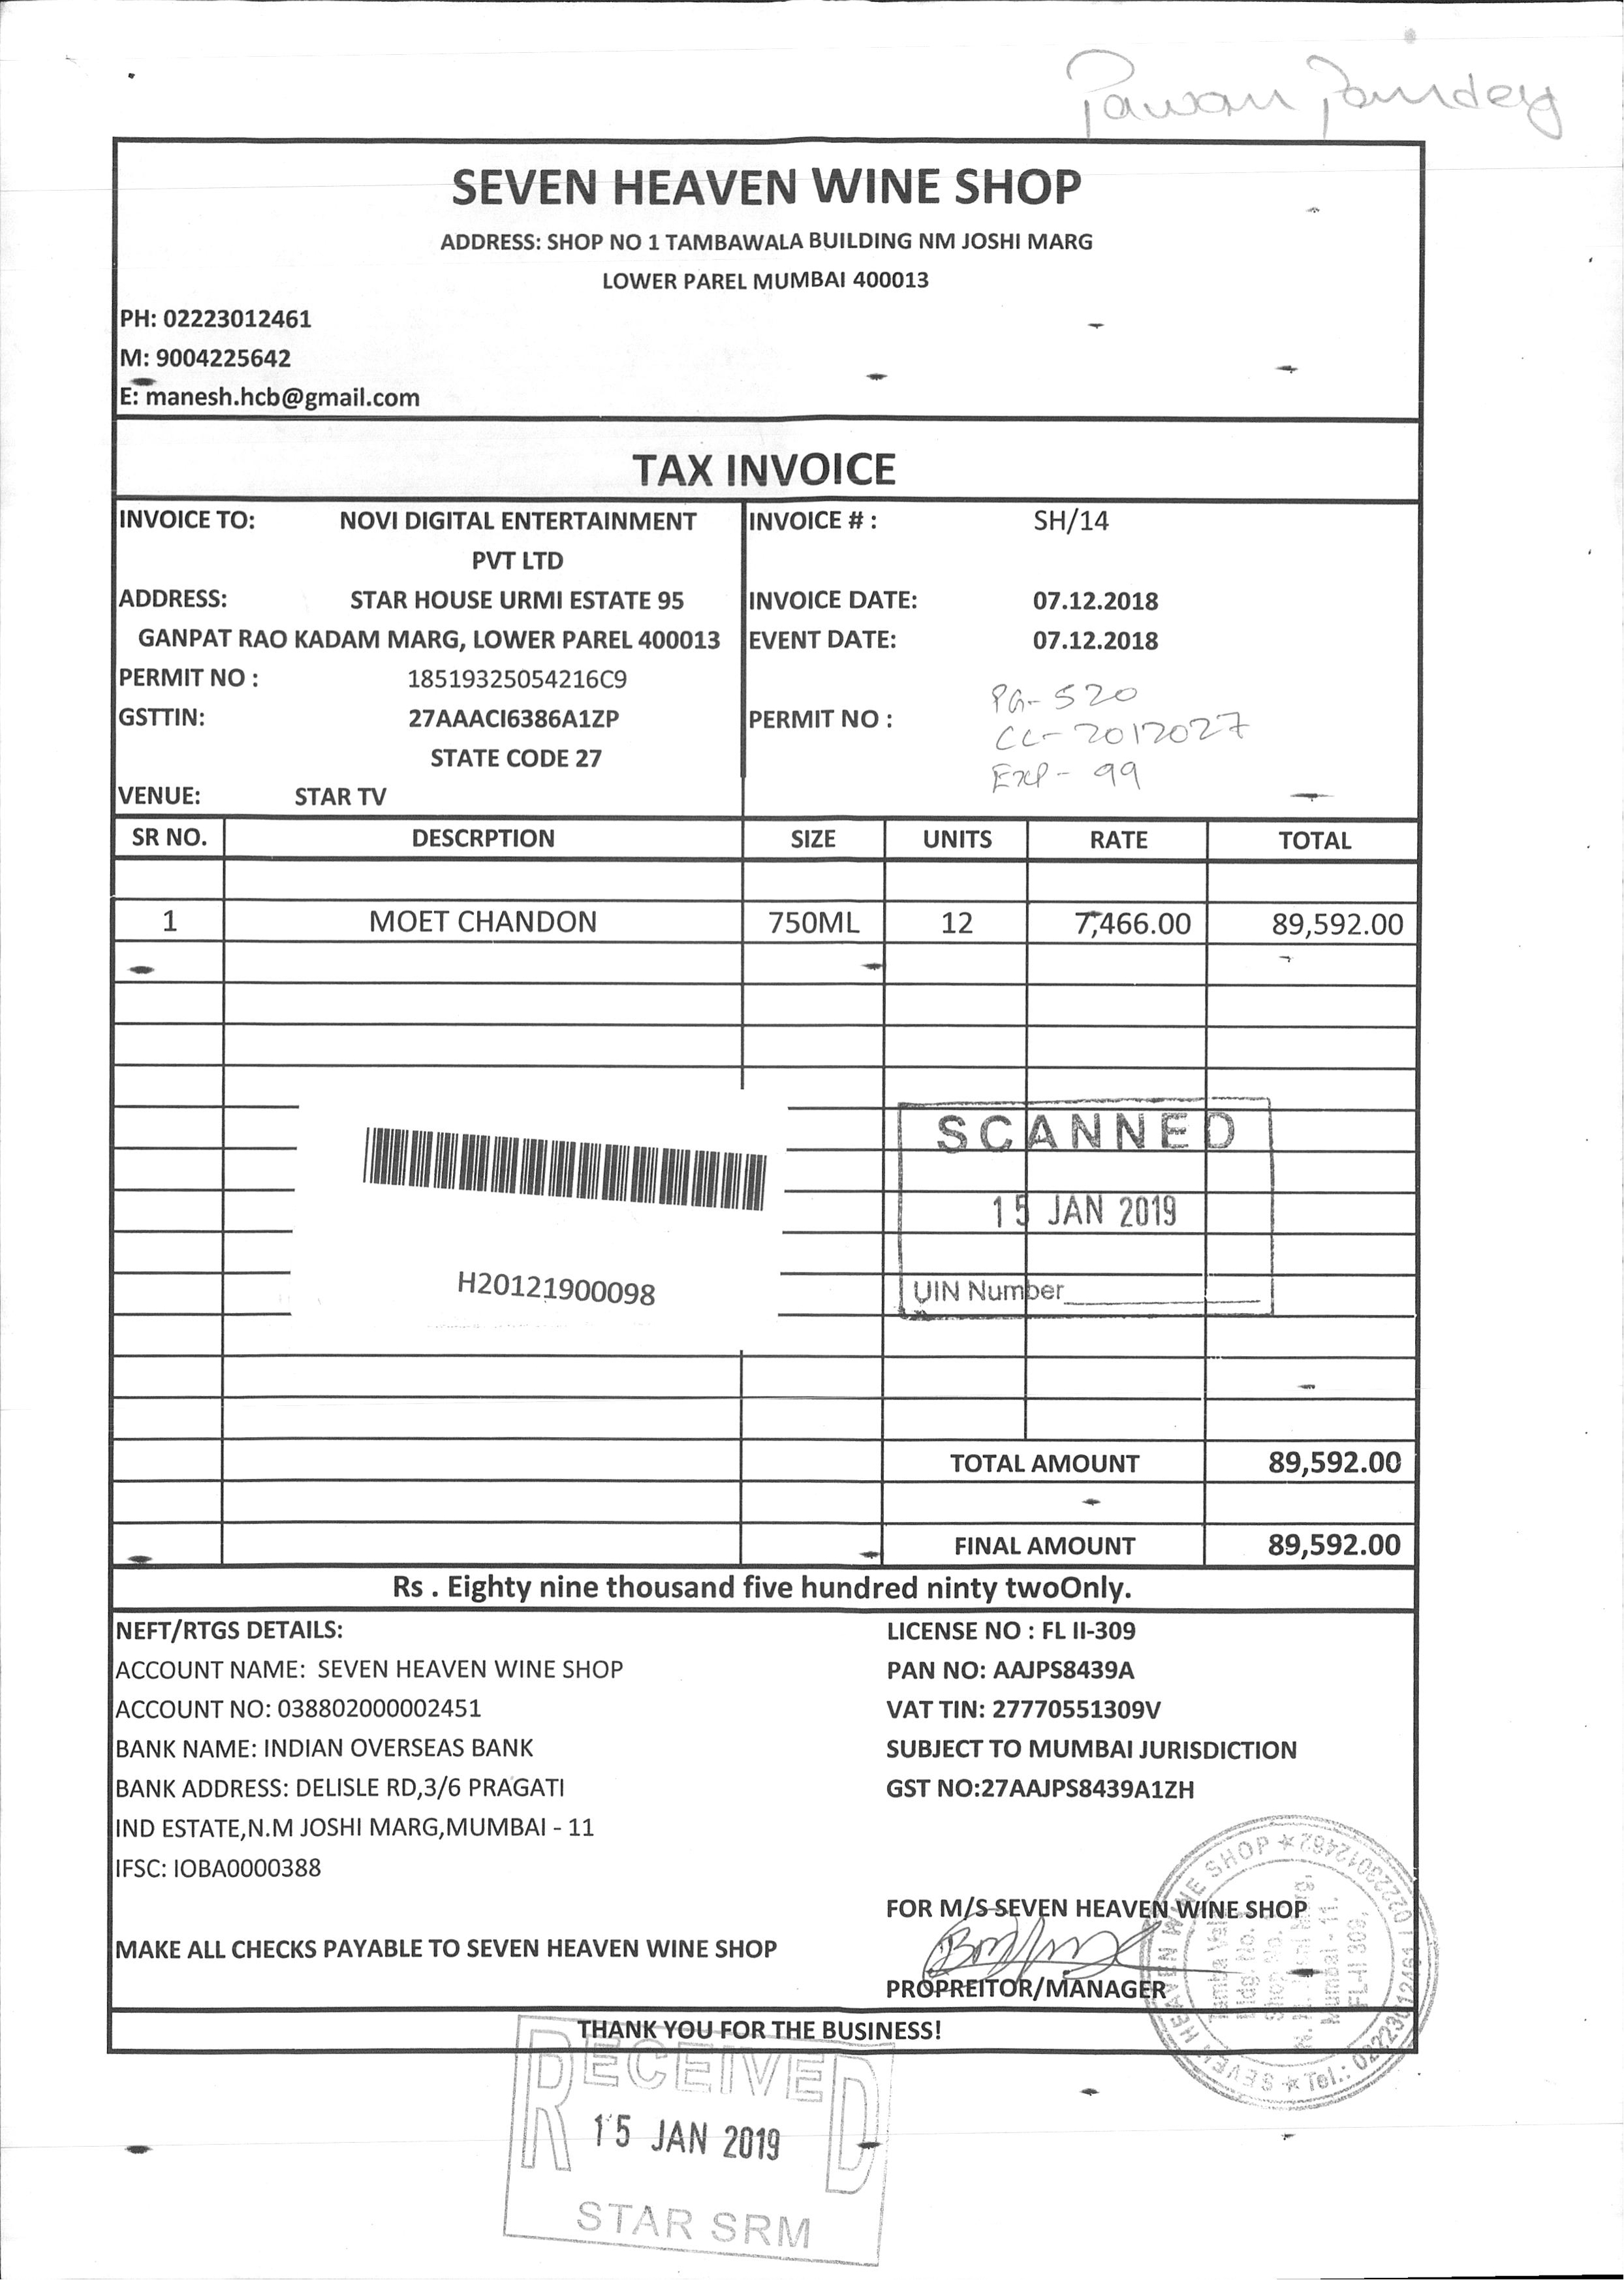 Pawan Pandey
SEVEN HEAVEN WINE SHOP
ADDRESS: SHOP NO 1 TAMBAWALA BUILDING NM JOSHI MARG
LOWER PAREL MUMBAI 400013
PH: 02223012461
M: 9004225642
E: manesh.hcb@gmail.com
TAX INVOICE
INVOICE TO: NOVI DIGITAL ENTERTAINMENT INVOICE # : SH/14
PVT LTD
ADDRESS: STAR HOUSE URMI ESTATE 95 INVOICE DATE: 07.12.2018
GANPAT RAO KADAM MARG, LOWER PAREL 400013 EVENT DATE: 07.12.2018
PERMIT NO : 18519325054216C9 PG- 520
GSTTIN: 27AAACI6386A1ZP PERMIT NO : CC- 2012027
STATE CODE 27 EXP - 99
VENUE: STAR TV
SR NO. DESCRPTION SIZE UNITS RATE TOTAL
1 MOET CHANDON 750ML 12 7,466.00 89,592.00
SCANNED
15 JAN 2019
H20121900098 UIN Number
TOTAL AMOUNT 89,592.00
FINAL AMOUNT 89,592.00
Rs . Eighty nine thousand five hundred ninty twoOnly.
NEFT/RTGS DETAILS: LICENSE NO : FL II-309
ACCOUNT NAME: SEVEN HEAVEN WINE SHOP PAN NO: AAJPS8439A
ACCOUNT NO: 038802000002451 VAT TIN: 27770551309V
BANK NAME: INDIAN OVERSEAS BANK SUBJECT TO MUMBAI JURISDICTION
BANK ADDRESS: DELISLE RD,3/6 PRAGATI GST NO:27AAJPS8439A1ZH
IND ESTATE,N.M JOSHI MARG,MUMBAI - 11
IFSC: IOBA0000388
FOR M/S SEVEN HEAVEN WINE SHOP
MAKE ALL CHECKS PAYABLE TO SEVEN HEAVEN WINE SHOP
PROPREITOR/MANAGER
SEVEN HEAVEN WINE SHOP
Tel.: 02223012461
Mumbai - 11.
FL-II 309,
THANK YOU FOR THE BUSINESS!
RECEIVED
15 JAN 2019
STAR SRM